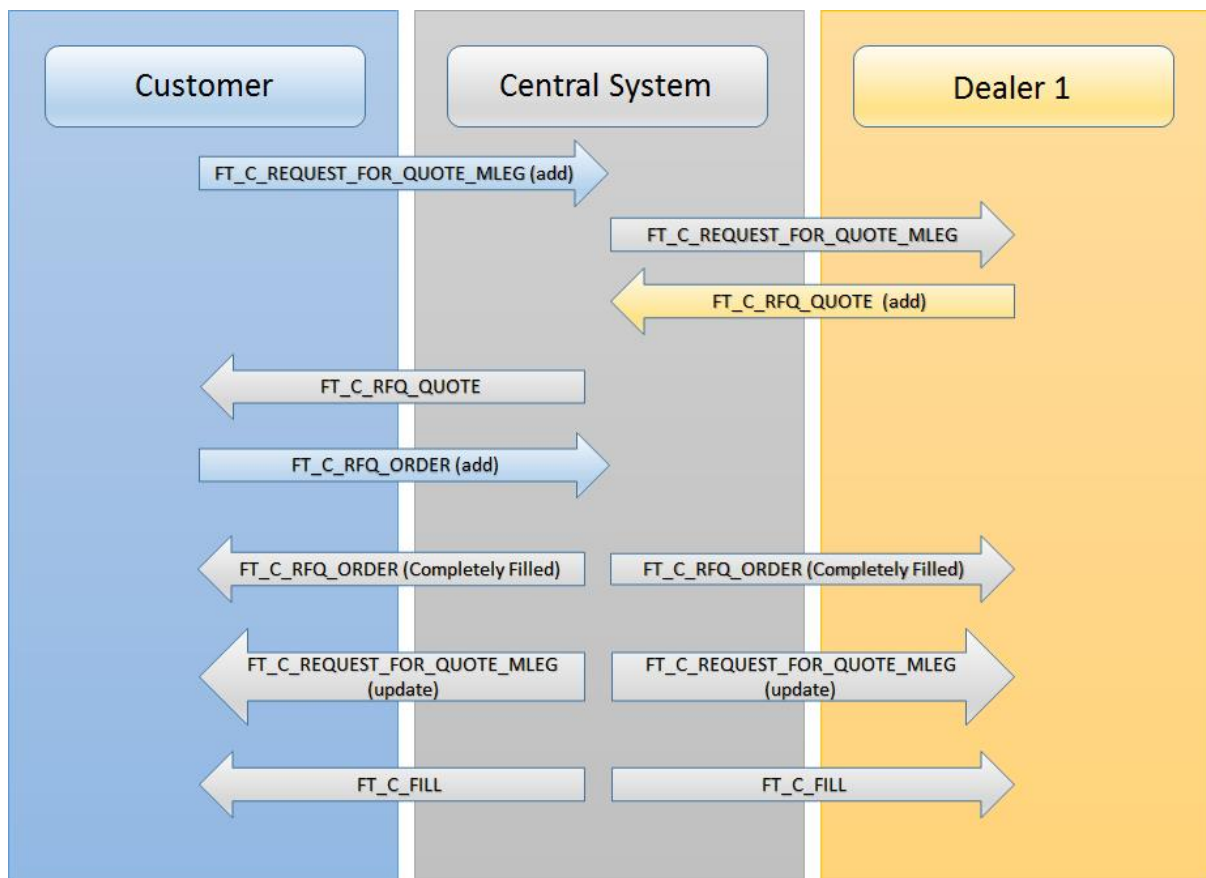 Customer
Central System
Dealer 1
FT_C_REQUEST_FOR_QUOTE_MLEG (add)
FT_C_REQUEST_FOR_QUOTE_MLEG
FT_C_RFQ_QUOTE (add)
FT_C_RFQ_QUOTE
FT_C_RFQ_ORDER (add)
FT_C_RFQ_ORDER (Completely Filled)
FT_C_RFQ_ORDER (Completely Filled)
FT_C_REQUEST_FOR_QUOTE_MLEG
(update)
FT_C_REQUEST_FOR_QUOTE_MLEG
(update)
FT_C_FILL
FT_C_FILL